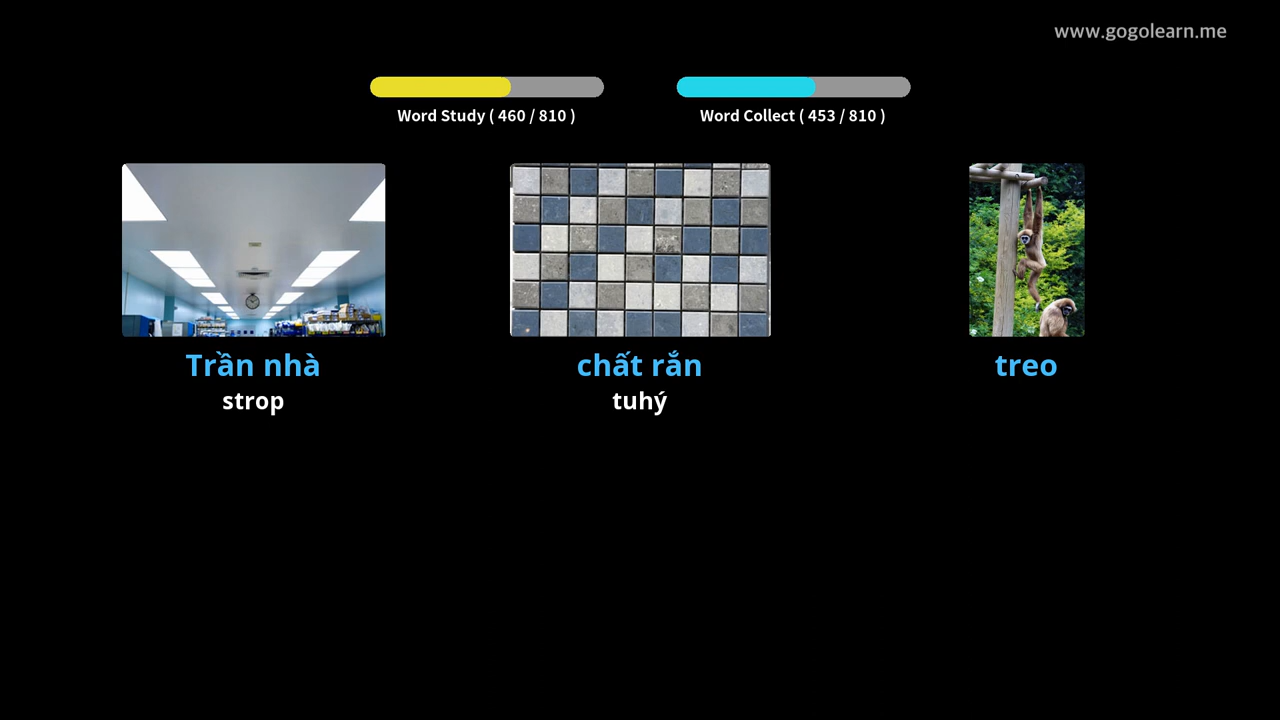 www.gogolearn.me
Word Study ( 460 / 810 )
Word Collect ( 453 / 810 )
Trần nhà
strop
chất rắn
tuhý
treo